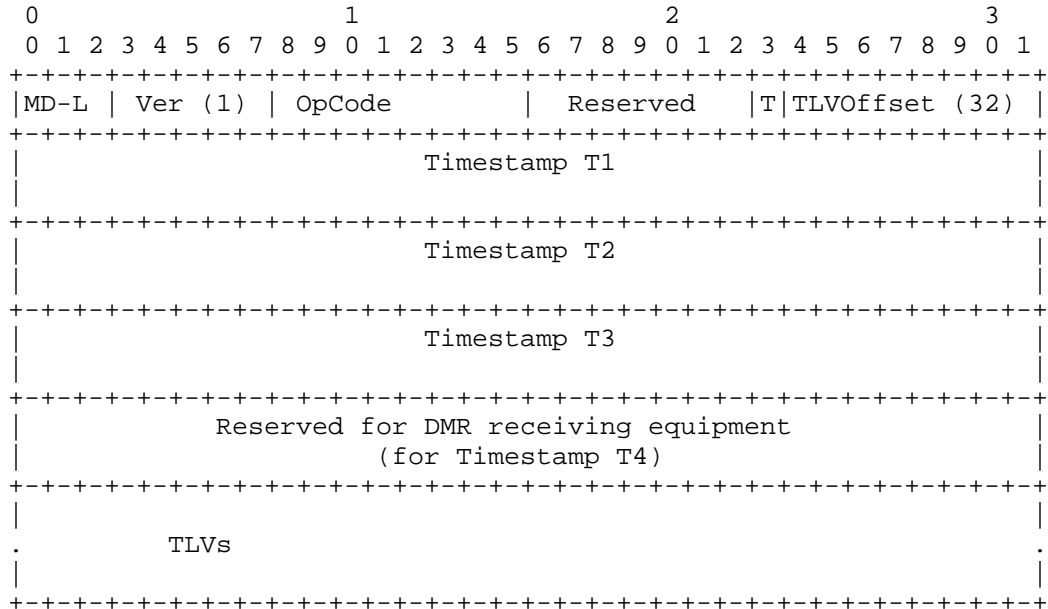 0                   1                   2                   3
 0 1 2 3 4 5 6 7 8 9 0 1 2 3 4 5 6 7 8 9 0 1 2 3 4 5 6 7 8 9 0 1
+-+-+-+-+-+-+-+-+-+-+-+-+-+-+-+-+-+-+-+-+-+-+-+-+-+-+-+-+-+-+-+-+
|MD-L | Ver (1) | OpCode        |  Reserved   |T|TLVOffset (32) |
+-+-+-+-+-+-+-+-+-+-+-+-+-+-+-+-+-+-+-+-+-+-+-+-+-+-+-+-+-+-+-+-+
|                         Timestamp T1                          |
|                                                               |
+-+-+-+-+-+-+-+-+-+-+-+-+-+-+-+-+-+-+-+-+-+-+-+-+-+-+-+-+-+-+-+-+
|                         Timestamp T2                          |
|                                                               |
+-+-+-+-+-+-+-+-+-+-+-+-+-+-+-+-+-+-+-+-+-+-+-+-+-+-+-+-+-+-+-+-+
|                         Timestamp T3                          |
|                                                               |
+-+-+-+-+-+-+-+-+-+-+-+-+-+-+-+-+-+-+-+-+-+-+-+-+-+-+-+-+-+-+-+-+
|            Reserved for DMR receiving equipment               |
|                      (for Timestamp T4)                       |
+-+-+-+-+-+-+-+-+-+-+-+-+-+-+-+-+-+-+-+-+-+-+-+-+-+-+-+-+-+-+-+-+
|                                                               |
.         TLVs                                                  .
|                                                               |
+-+-+-+-+-+-+-+-+-+-+-+-+-+-+-+-+-+-+-+-+-+-+-+-+-+-+-+-+-+-+-+-+